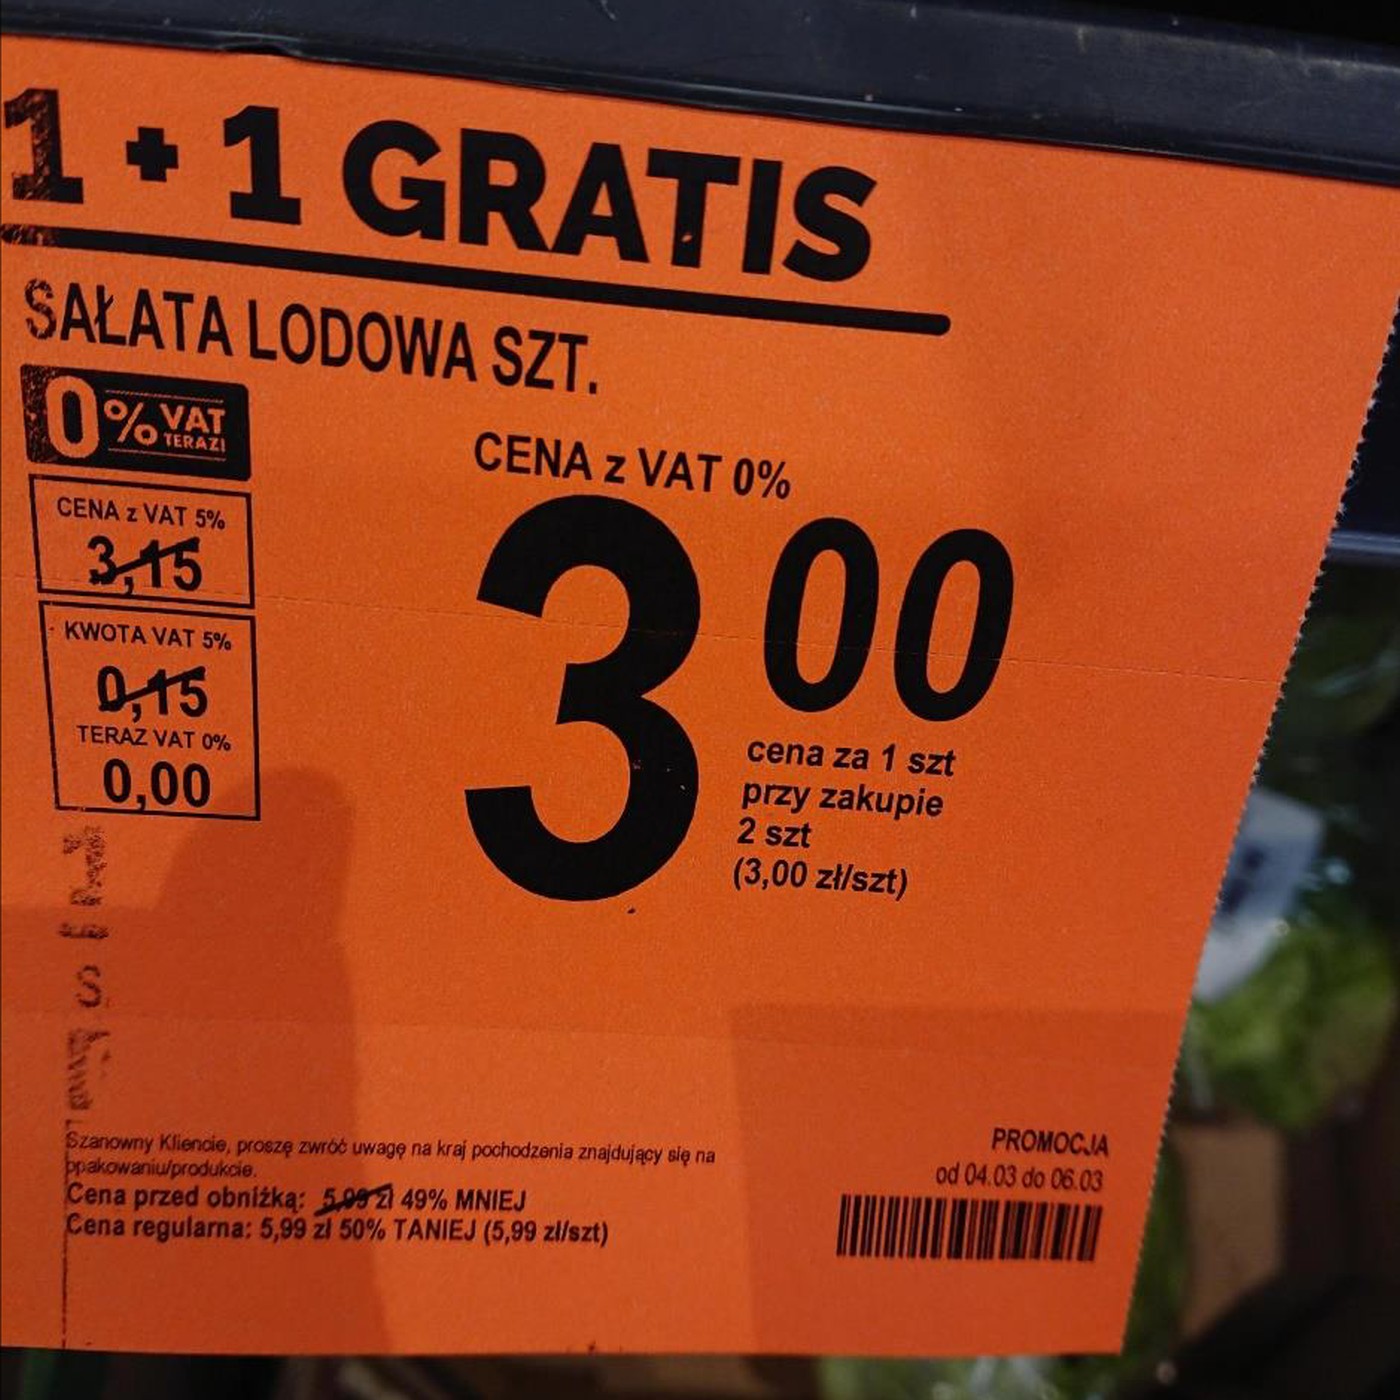 1 + 1 GRATIS
SAŁATA LODOWA SZT.
0% VAT
TERAZ!
CENA z VAT 5%
3,15
KWOTA VAT 5%
0,15
TERAZ VAT 0%
0,00
CENA z VAT 0%
3 00
cena za 1 szt
przy zakupie
2 szt
(3,00 zł/szt)
Szanowny Kliencie, proszę zwróć uwagę na kraj pochodzenia znajdujący się na
opakowaniu/produkcie.
Cena przed obniżką: 5,99 zł 49% MNIEJ
Cena regularna: 5,99 zł 50% TANIEJ (5,99 zł/szt)
PROMOCJA
od 04.03 do 06.03